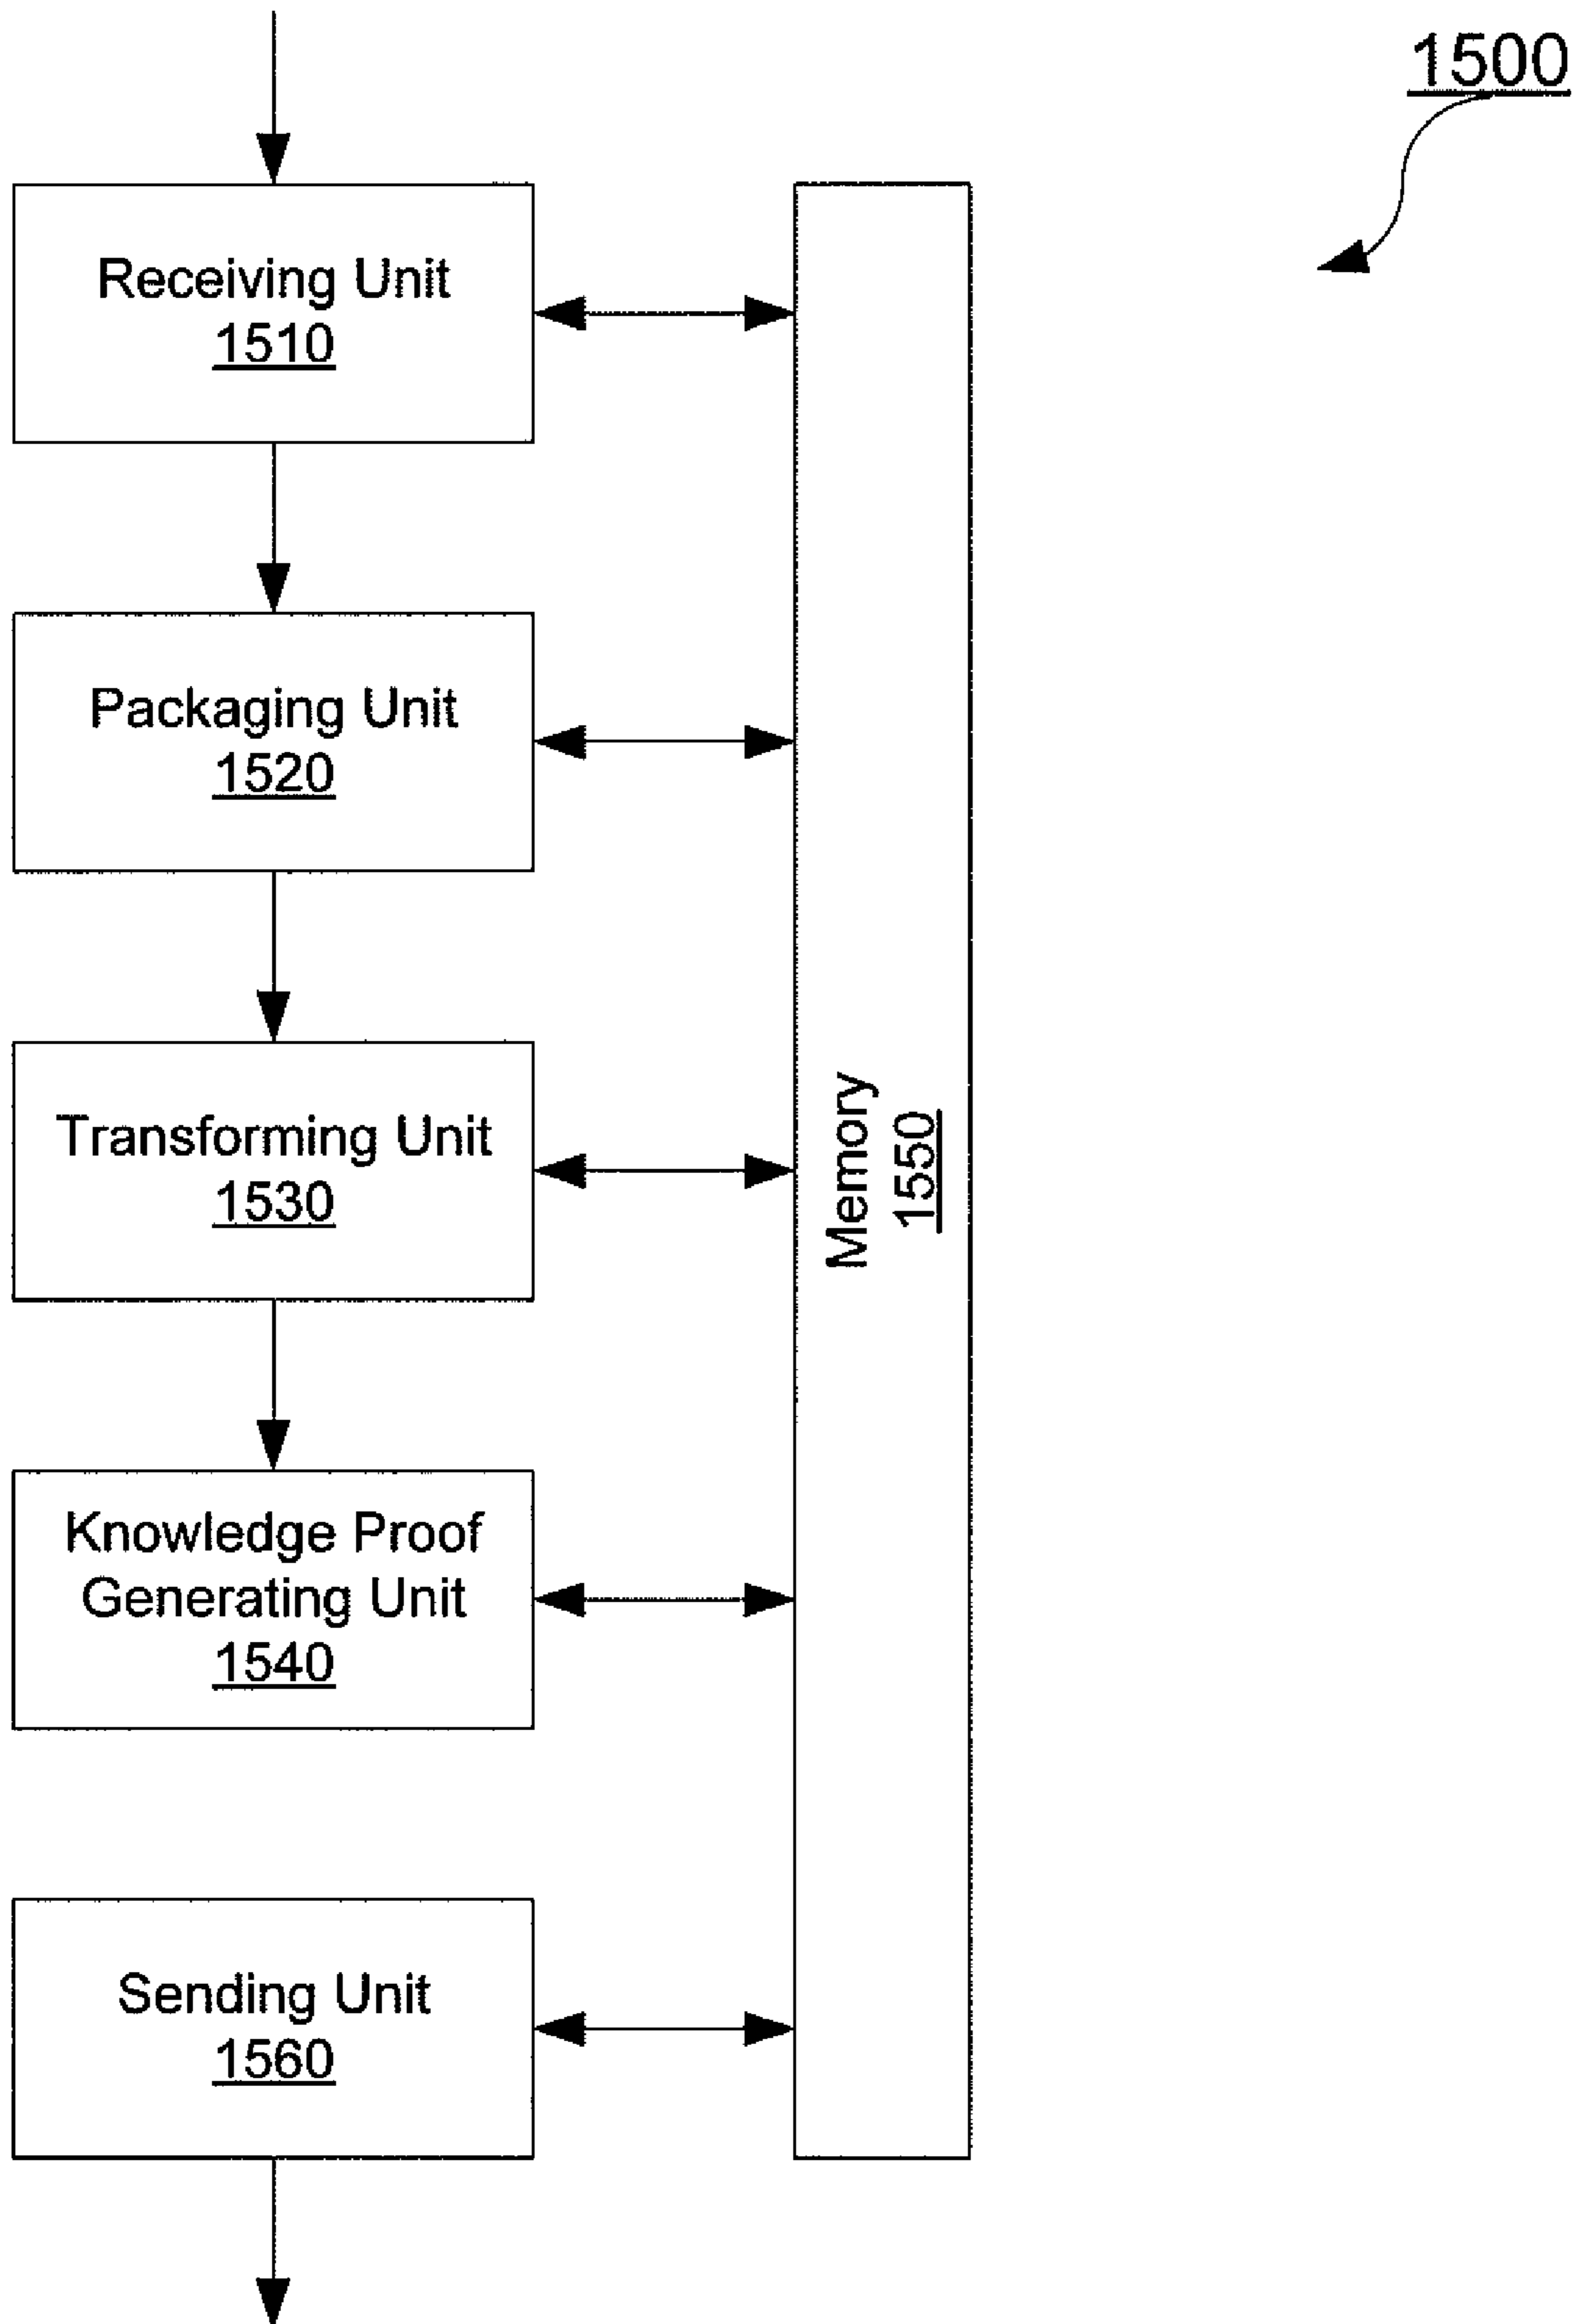 1500
Receiving Unit
1510
Packaging Unit
1520
Transforming Unit
1530
Memory
1550
Knowledge Proof
Generating Unit
1540
Sending Unit
1560